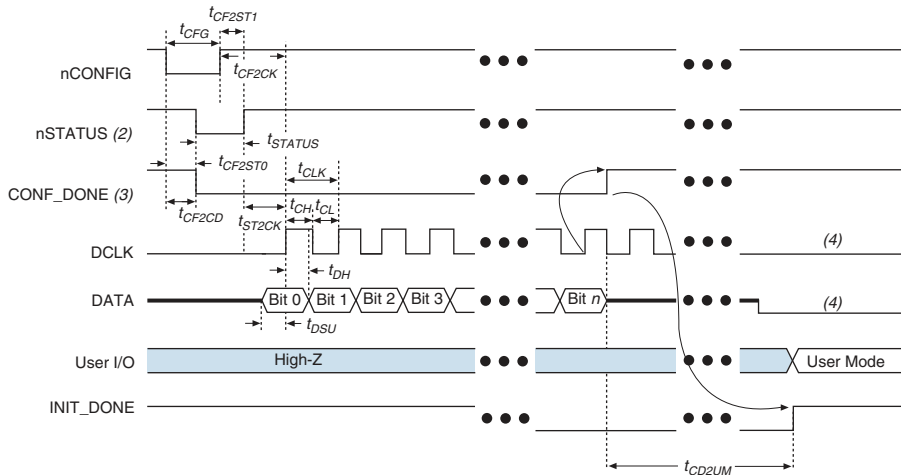 tCF2ST1
tCFG
nCONFIG
tCF2CK
nSTATUS (2)
tSTATUS
tCF2ST0
tCLK
CONF_DONE (3)
tCF2CD
tST2CK
tCH
tCL
DCLK
(4)
tDH
DATA
Bit 0
Bit 1
Bit 2
Bit 3
Bit n
(4)
tDSU
User I/O
High-Z
User Mode
INIT_DONE
tCD2UM